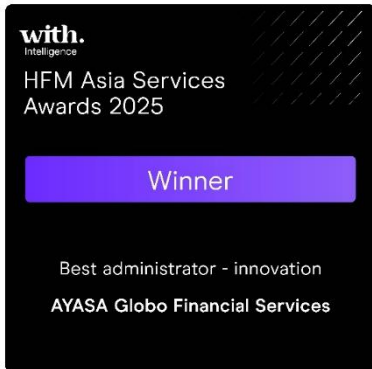 with.
Intelligence
HFM Asia Services
Awards 2025
Winner
Best administrator - innovation
AYASA Globo Financial Services